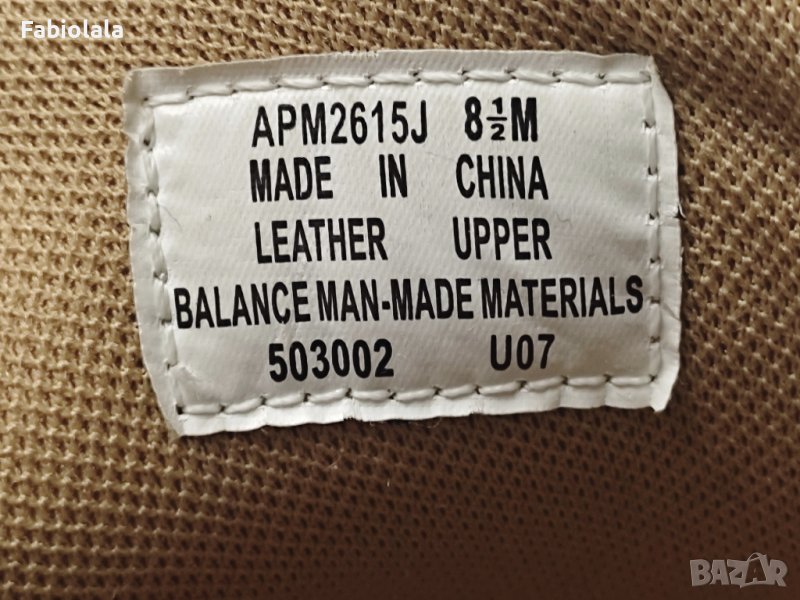 Fabiolala
APM2615J 8½M
MADE IN CHINA
LEATHER UPPER
BALANCE MAN-MADE MATERIALS
503002 U07
BAZAR